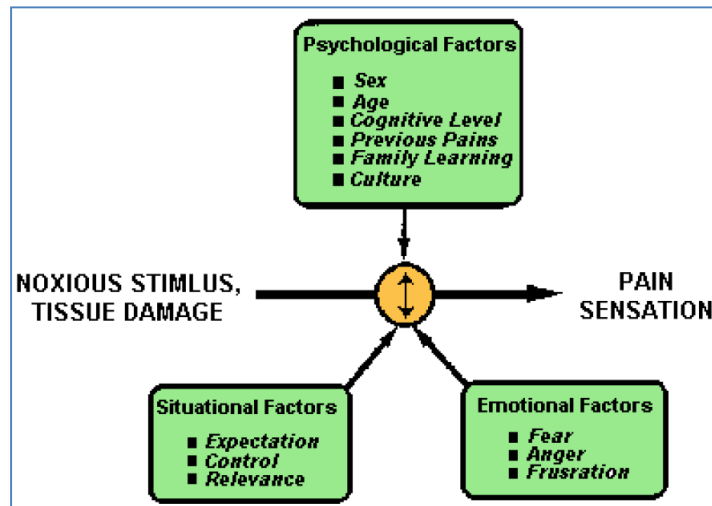 Psychological Factors
■ Sex
■ Age
■ Cognitive Level
■ Previous Pains
■ Family Learning
■ Culture
NOXIOUS STIMLUS,
TISSUE DAMAGE
PAIN
SENSATION
Situational Factors
■ Expectation
■ Control
■ Relevance
Emotional Factors
■ Fear
■ Anger
■ Frusration